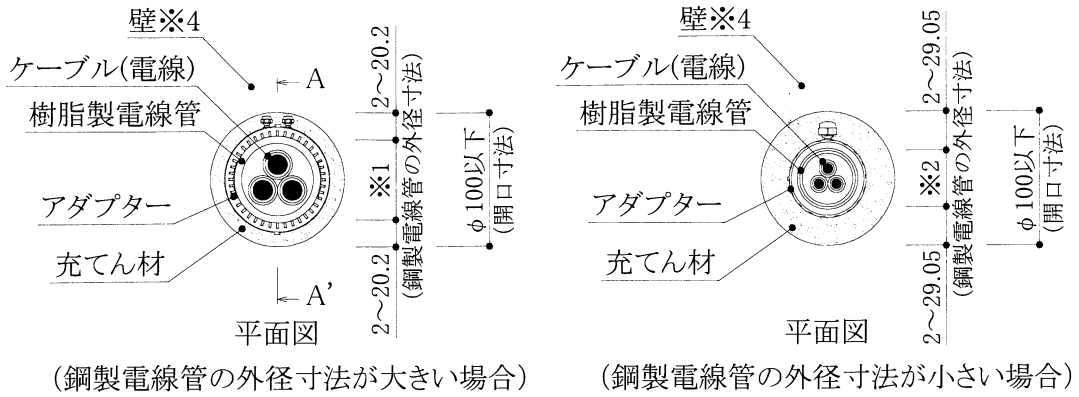 壁※4
ケーブル(電線)
樹脂製電線管
アダプター
充てん材
A
A'
2～20.2
※1
2～20.2
(鋼製電線管の外径寸法)
φ100以下
(開口寸法)
平面図
(鋼製電線管の外径寸法が大きい場合)
壁※4
ケーブル(電線)
樹脂製電線管
アダプター
充てん材
2～29.05
※2
2～29.05
(鋼製電線管の外径寸法)
φ100以下
(開口寸法)
平面図
(鋼製電線管の外径寸法が小さい場合)